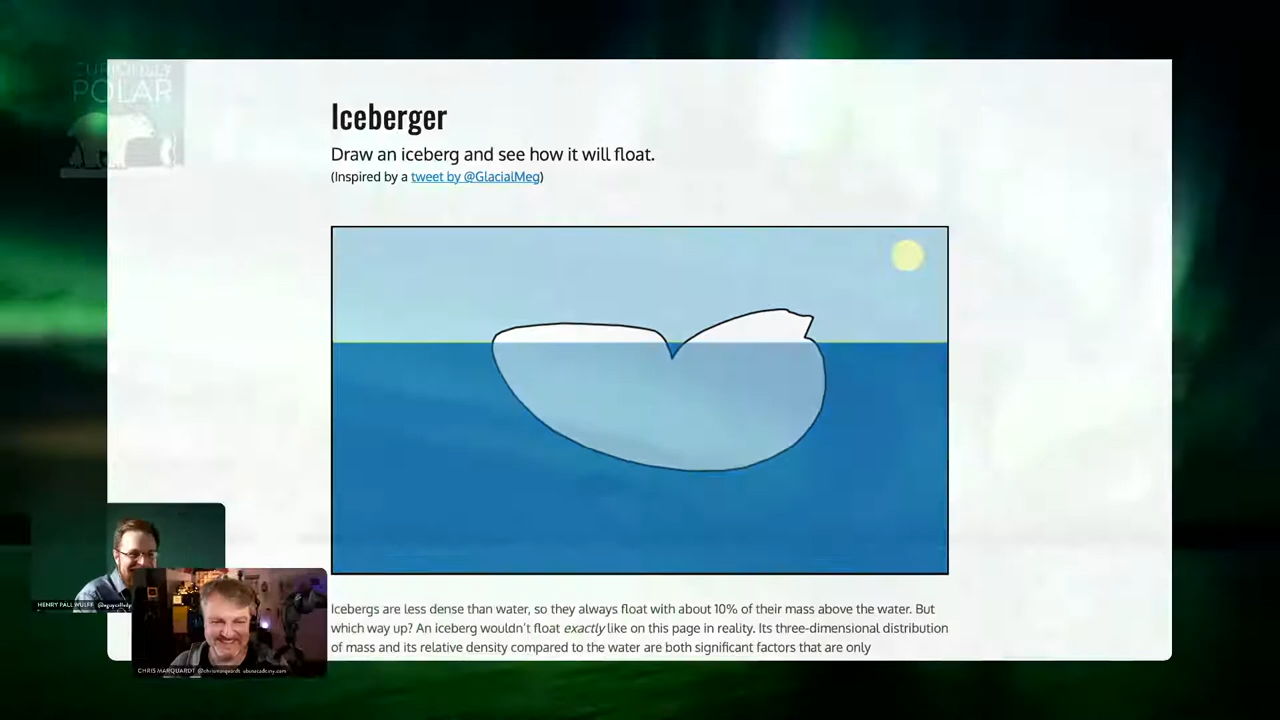 CURIOUSLY
POLAR
Iceberger
Draw an iceberg and see how it will float.
(Inspired by a tweet by @GlacialMeg)
Icebergs are less dense than water, so they always float with about 10% of their mass above the water. But
which way up? An iceberg wouldn't float exactly like on this page in reality. Its three-dimensional distribution
of mass and its relative density compared to the water are both significant factors that are only
HENRY PALL WULFF
CHRIS MARQUARDT @chrismarquardt